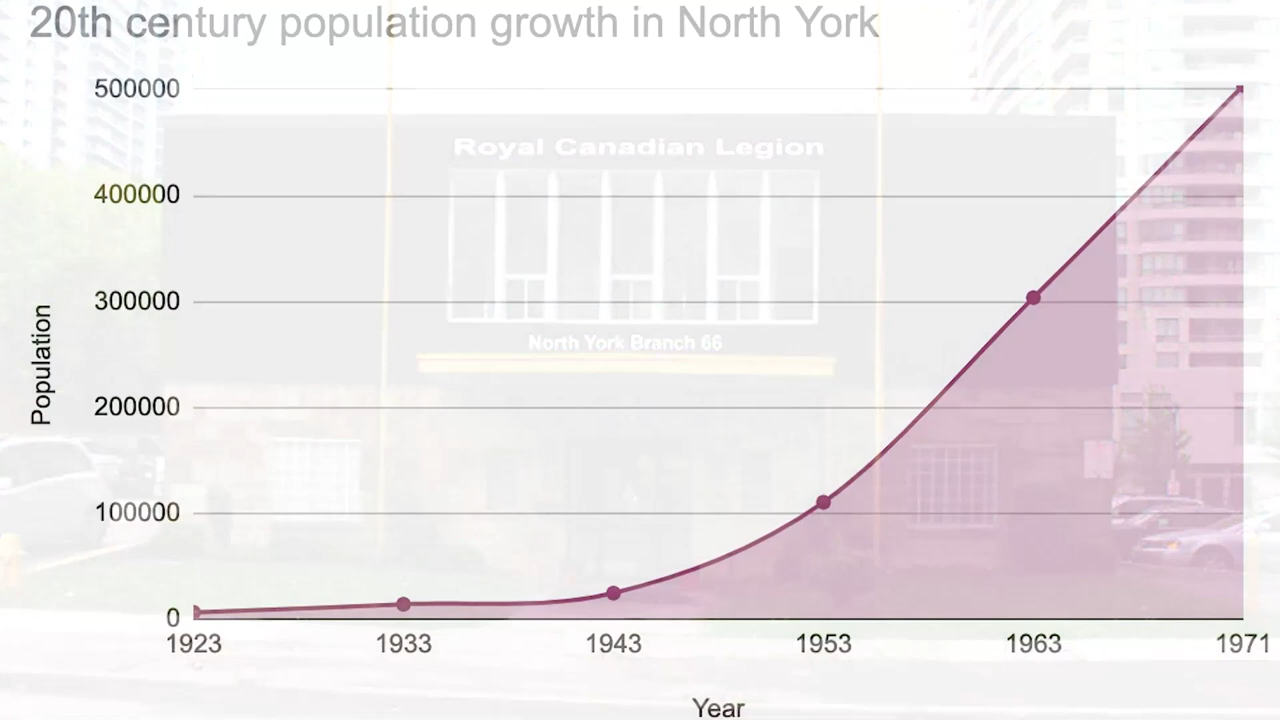 20th century population growth in North York
500000
Royal Canadian Legion
400000
300000
North York Branch 66
200000
100000
0
1923 1933 1943 1953 1963 1971
Population
Year